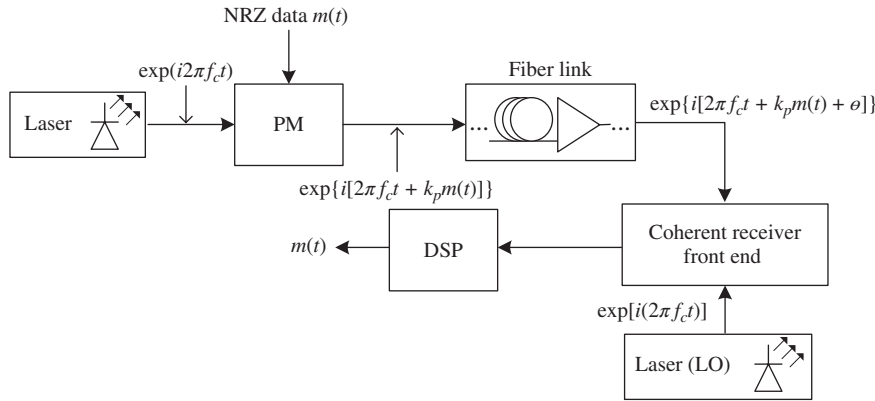 NRZ data m(t)
exp(i2πf_ct)
Fiber link
exp{i[2πf_ct + k_pm(t) + θ]}
Laser
PM
...
...
exp{i[2πf_ct + k_pm(t)]}
m(t)
DSP
Coherent receiver
front end
exp[i(2πf_ct)]
Laser (LO)